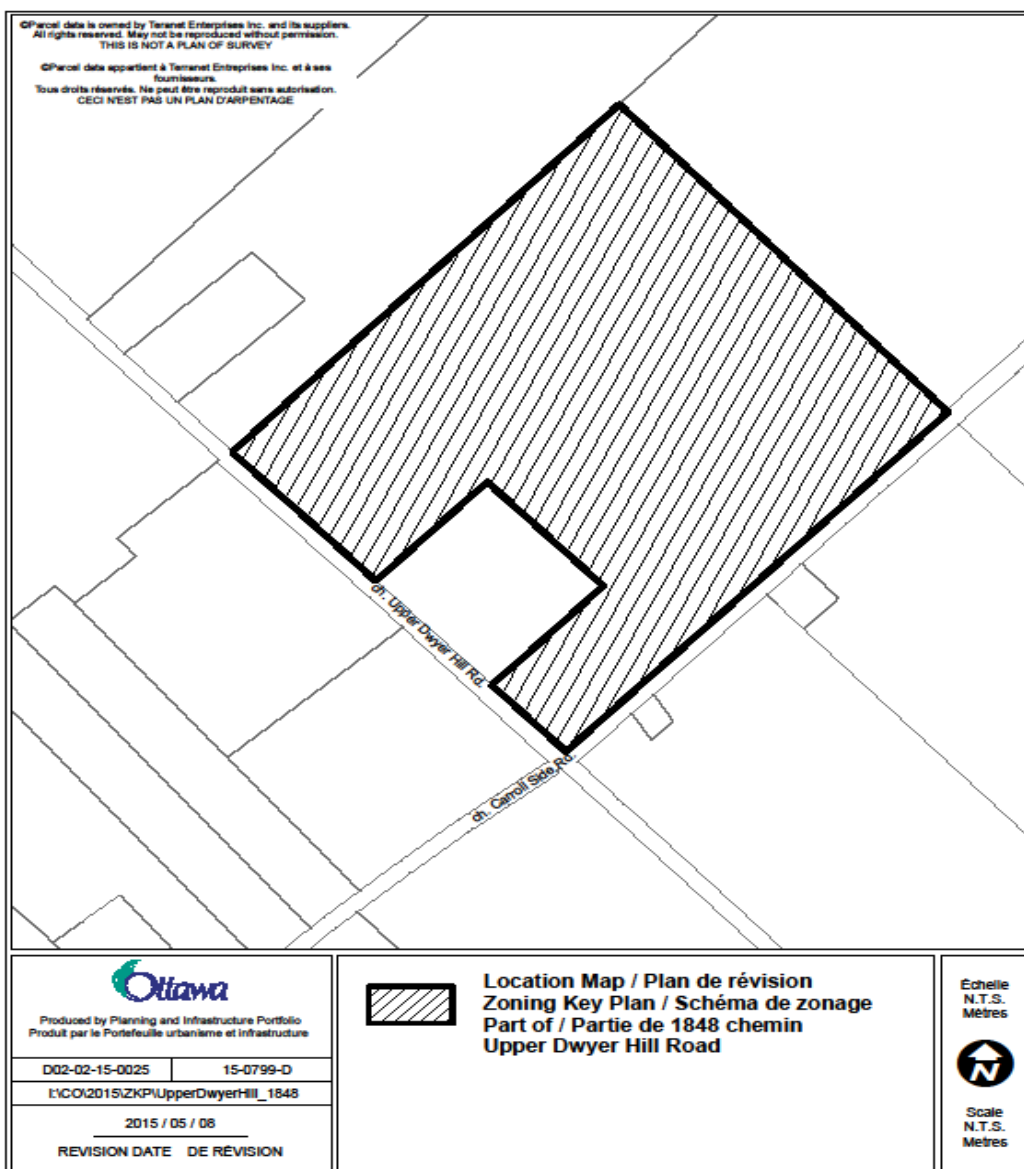 ©Parcel data is owned by Teranet Enterprises Inc. and its suppliers.
All rights reserved. May not be reproduced without permission.
THIS IS NOT A PLAN OF SURVEY
©Parcel data appartient à Terranet Entreprises Inc. et à ses
fournisseurs.
Tous droits réservés. Ne peut être reproduit sans autorisation.
CECI N'EST PAS UN PLAN D'ARPENTAGE
ch. Upper Dwyer Hill Rd.
ch. Carroll Side Rd.
Ottawa
Produced by Planning and Infrastructure Portfolio
Produit par le Portefeuille urbanisme et infrastructure
D02-02-15-0025
15-0799-D
I:\CO\2015\ZKP\UpperDwyerHill_1848
2015 / 05 / 08
REVISION DATE DE RÉVISION
Location Map / Plan de révision
Zoning Key Plan / Schéma de zonage
Part of / Partie de 1848 chemin
Upper Dwyer Hill Road
Échelle
N.T.S.
Mètres
N
Scale
N.T.S.
Metres